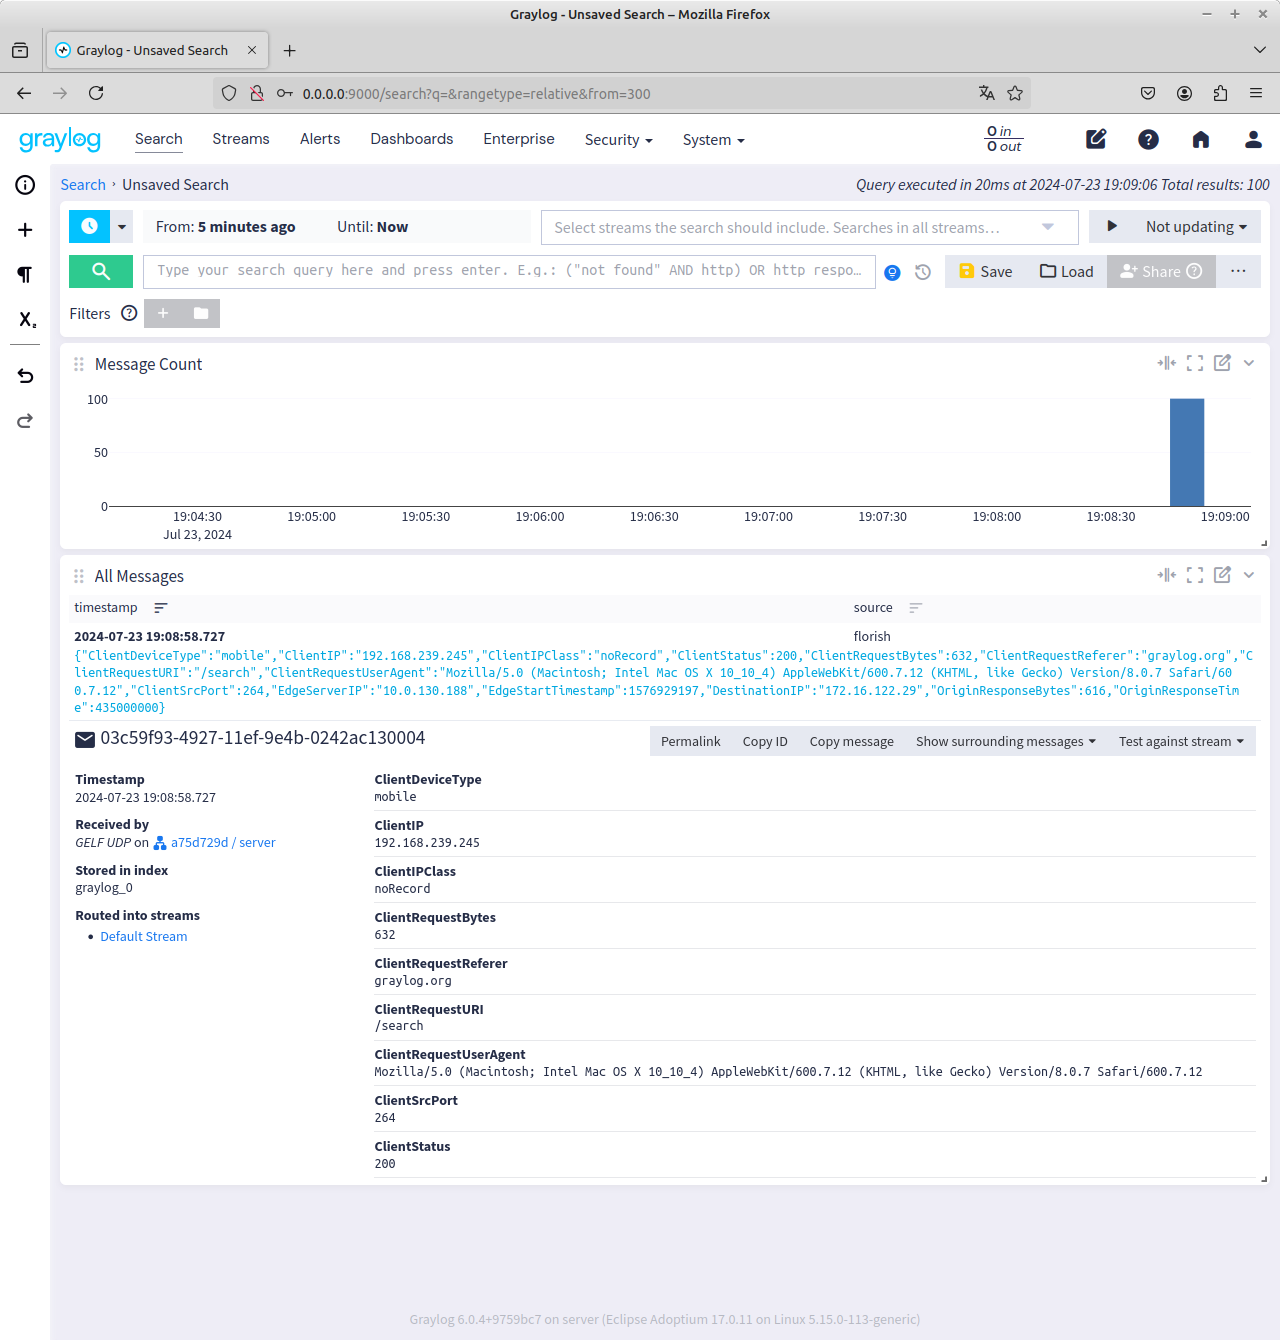 Graylog - Unsaved Search – Mozilla Firefox
Graylog - Unsaved Search
0.0.0.0:9000/search?q=&rangetype=relative&from=300
graylog Search Streams Alerts Dashboards Enterprise Security System 0 in
0 out
Search › Unsaved Search Query executed in 20ms at 2024-07-23 19:09:06 Total results: 100
From: 5 minutes ago Until: Now Select streams the search should include. Searches in all streams… Not updating
Type your search query here and press enter. E.g.: ("not found" AND http) OR http respo… Save Load Share
Filters
Message Count
100
50
0
19:04:30 19:05:00 19:05:30 19:06:00 19:06:30 19:07:00 19:07:30 19:08:00 19:08:30 19:09:00
Jul 23, 2024
All Messages
timestamp source
2024-07-23 19:08:58.727 florish
{"ClientDeviceType":"mobile","ClientIP":"192.168.239.245","ClientIPClass":"noRecord","ClientStatus":200,"ClientRequestBytes":632,"ClientRequestReferer":"graylog.org","C
lientRequestURI":"/search","ClientRequestUserAgent":"Mozilla/5.0 (Macintosh; Intel Mac OS X 10_10_4) AppleWebKit/600.7.12 (KHTML, like Gecko) Version/8.0.7 Safari/60
0.7.12","ClientSrcPort":264,"EdgeServerIP":"10.0.130.188","EdgeStartTimestamp":1576929197,"DestinationIP":"172.16.122.29","OriginResponseBytes":616,"OriginResponseTim
e":435000000}
03c59f93-4927-11ef-9e4b-0242ac130004 Permalink Copy ID Copy message Show surrounding messages Test against stream
Timestamp
2024-07-23 19:08:58.727
Received by
GELF UDP on a75d729d / server
Stored in index
graylog_0
Routed into streams
• Default Stream
ClientDeviceType
mobile
ClientIP
192.168.239.245
ClientIPClass
noRecord
ClientRequestBytes
632
ClientRequestReferer
graylog.org
ClientRequestURI
/search
ClientRequestUserAgent
Mozilla/5.0 (Macintosh; Intel Mac OS X 10_10_4) AppleWebKit/600.7.12 (KHTML, like Gecko) Version/8.0.7 Safari/600.7.12
ClientSrcPort
264
ClientStatus
200
Graylog 6.0.4+9759bc7 on server (Eclipse Adoptium 17.0.11 on Linux 5.15.0-113-generic)